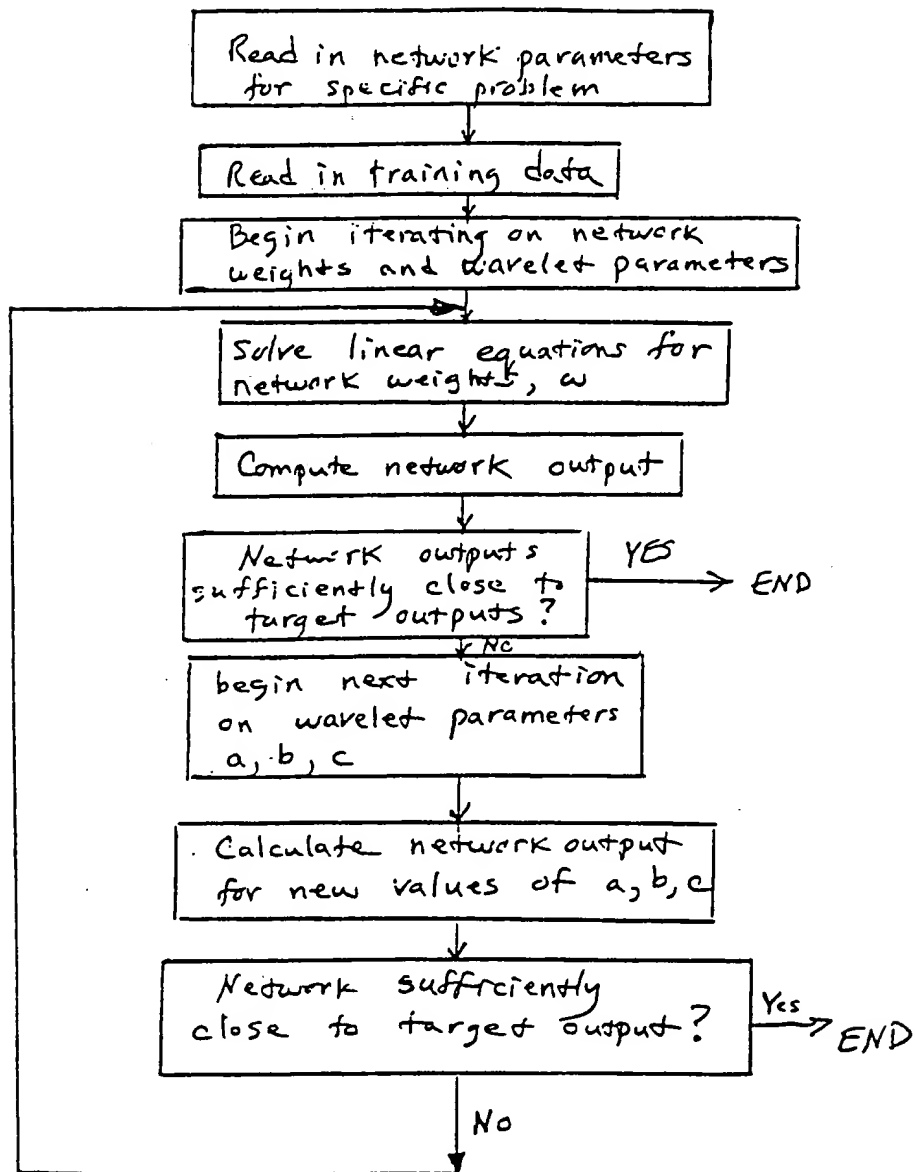 Read in network parameters
for specific problem
Read in training data
Begin iterating on network
weights and wavelet parameters
Solve linear equations for
network weights, ω
Compute network output
Network outputs
sufficiently close to
target outputs?
YES
END
No
begin next iteration
on wavelet parameters
a, b, c
Calculate network output
for new values of a, b, c
Network sufficiently
close to target output?
Yes
END
No